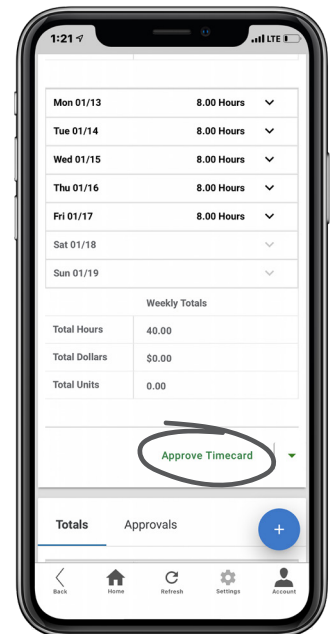 1:21 LTE
Mon 01/13 8.00 Hours
Tue 01/14 8.00 Hours
Wed 01/15 8.00 Hours
Thu 01/16 8.00 Hours
Fri 01/17 8.00 Hours
Sat 01/18
Sun 01/19
Weekly Totals
Total Hours 40.00
Total Dollars $0.00
Total Units 0.00
Approve Timecard
Totals Approvals +
Back Home Refresh Settings Account